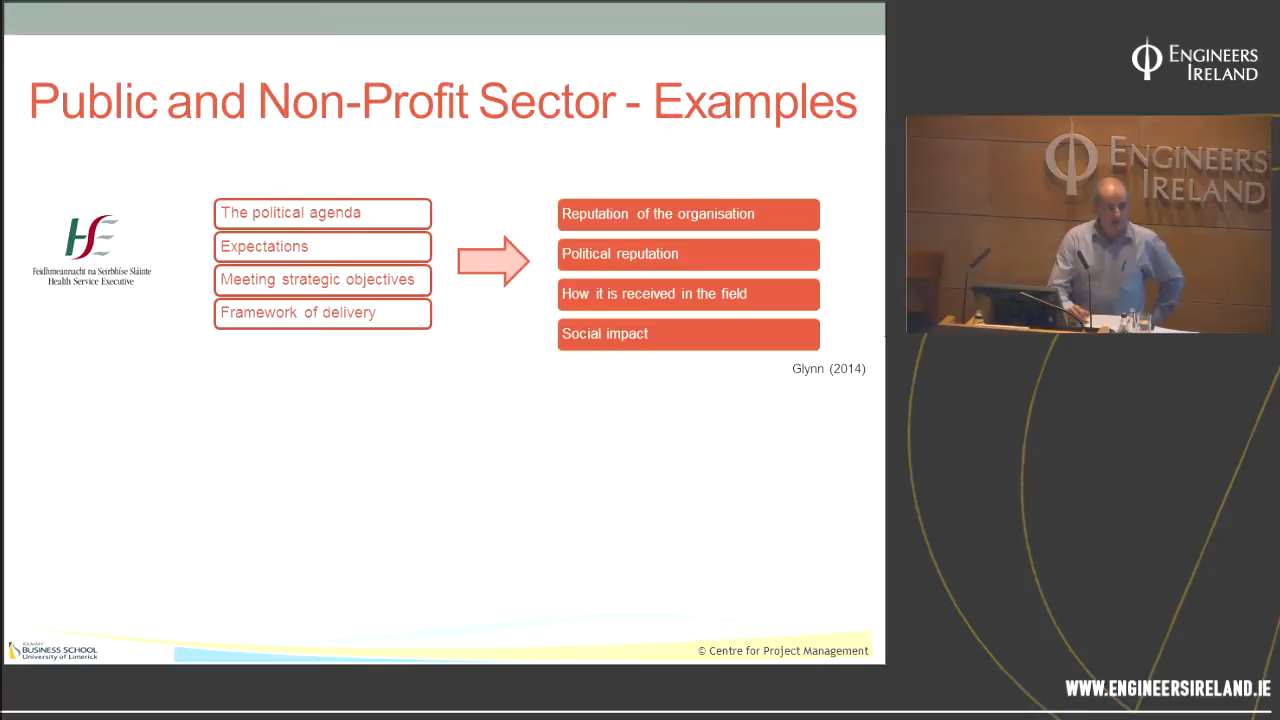 Public and Non-Profit Sector - Examples
HSE
Feidhmeannacht na Seirbhíse Sláinte
Health Service Executive
The political agenda
Expectations
Meeting strategic objectives
Framework of delivery
Reputation of the organisation
Political reputation
How it is received in the field
Social impact
Glynn (2014)
BUSINESS SCHOOL
University of Limerick
© Centre for Project Management
ENGINEERS
IRELAND
ENGINEERS
IRELAND
WWW.ENGINEERSIRELAND.IE